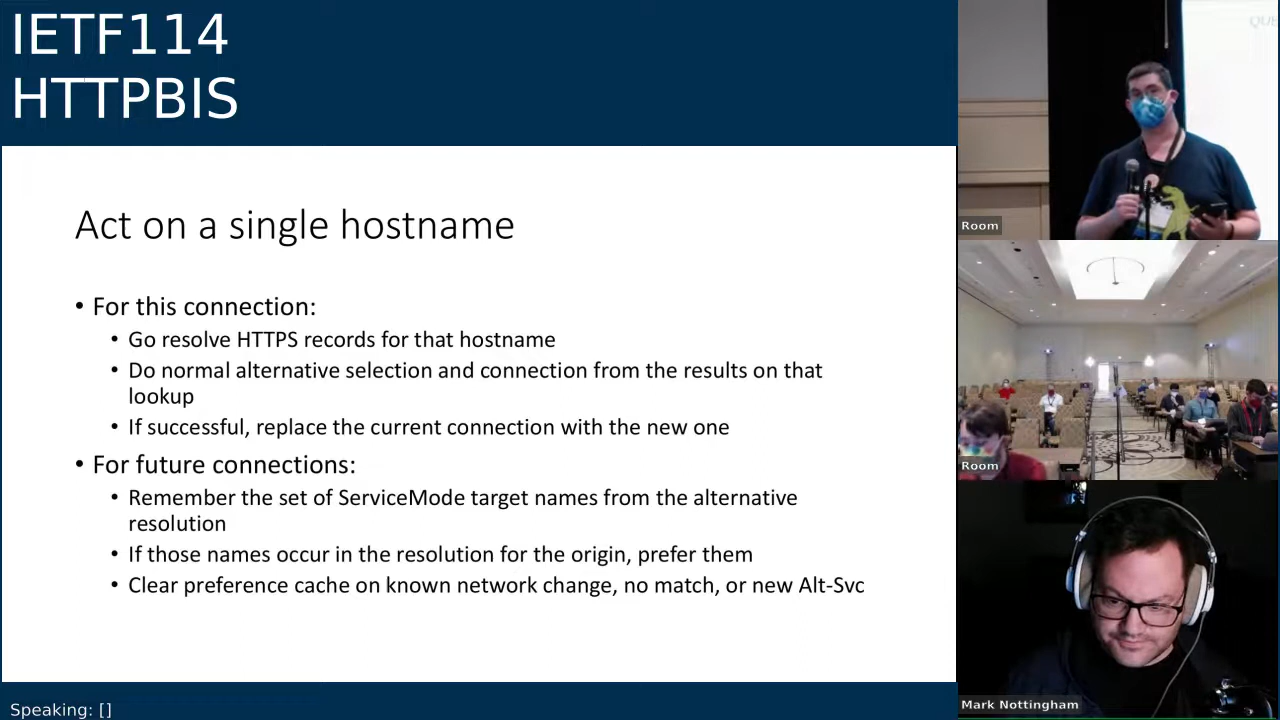 IETF114
HTTPBIS
Act on a single hostname
• For this connection:
• Go resolve HTTPS records for that hostname
• Do normal alternative selection and connection from the results on that
lookup
• If successful, replace the current connection with the new one
• For future connections:
• Remember the set of ServiceMode target names from the alternative
resolution
• If those names occur in the resolution for the origin, prefer them
• Clear preference cache on known network change, no match, or new Alt-Svc
Speaking: []
Room
Room
Mark Nottingham